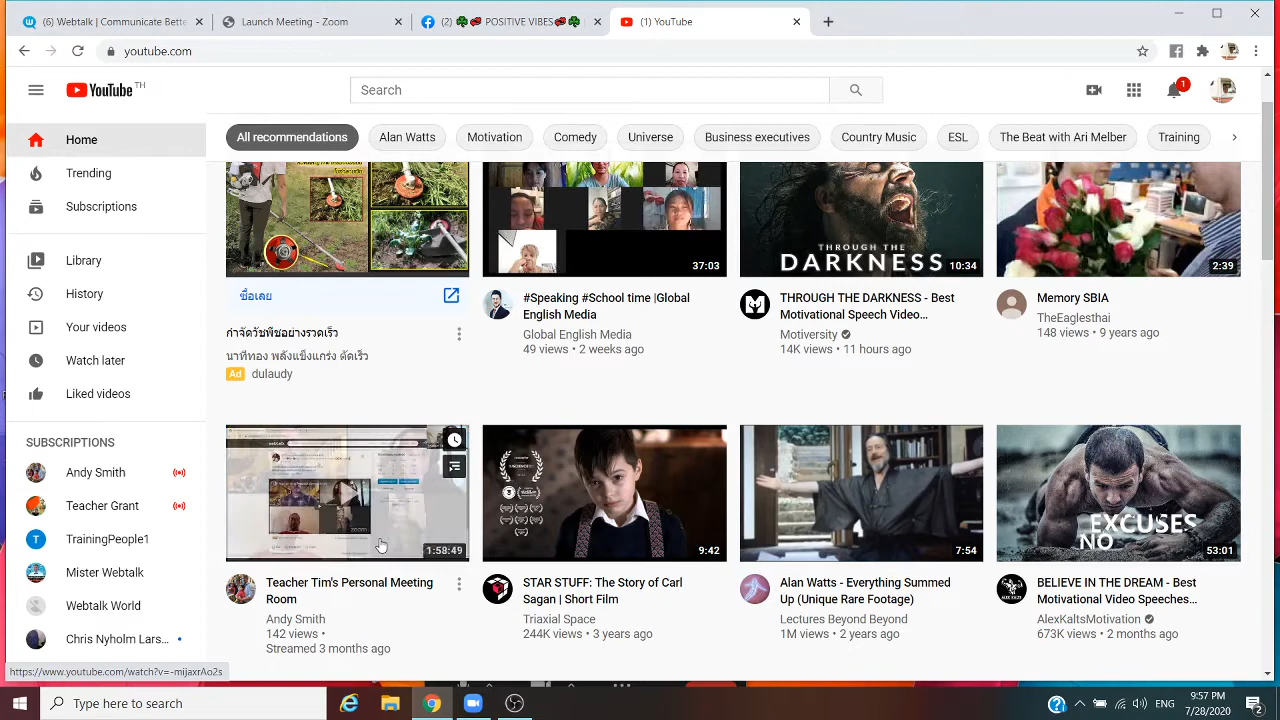 (6) Webtalk | Communicate Bette
Launch Meeting - Zoom
(2) 🍀💋 POSITIVE VIBES💋🍀
(1) YouTube
youtube.com
YouTube TH
Search
1
Home
Trending
Subscriptions
Library
History
Your videos
Watch later
Liked videos
SUBSCRIPTIONS
Andy Smith
Teacher Grant
T
TrainingPeople1
Mister Webtalk
Webtalk World
Chris Nyholm Lars...
All recommendations
Alan Watts
Motivation
Comedy
Universe
Business executives
Country Music
ESL
The Beat with Ari Melber
Training
ซื้อเลย
กำจัดวัชพืชอย่างรวดเร็ว
นาทีทอง พลังแข็งแกร่ง ตัดเร็ว
Ad dulaudy
37:03
#Speaking #School time |Global
English Media
Global English Media
49 views • 2 weeks ago
THROUGH THE
DARKNESS
10:34
THROUGH THE DARKNESS - Best
Motivational Speech Video...
Motiversity
14K views • 11 hours ago
2:39
Memory SBIA
TheEaglesthai
148 views • 9 years ago
1:58:49
Teacher Tim's Personal Meeting
Room
Andy Smith
142 views •
Streamed 3 months ago
9:42
STAR STUFF: The Story of Carl
Sagan | Short Film
Triaxial Space
244K views • 3 years ago
7:54
Alan Watts - Everything Summed
Up (Unique Rare Footage)
Lectures Beyond Beyond
1M views • 2 years ago
EXCUSES
NO
53:01
BELIEVE IN THE DREAM - Best
Motivational Video Speeches...
AlexKaltsMotivation
673K views • 2 months ago
https://www.youtube.com/watch?v=-mijaxrAo2s
Type here to search
ENG
9:57 PM
7/28/2020
2